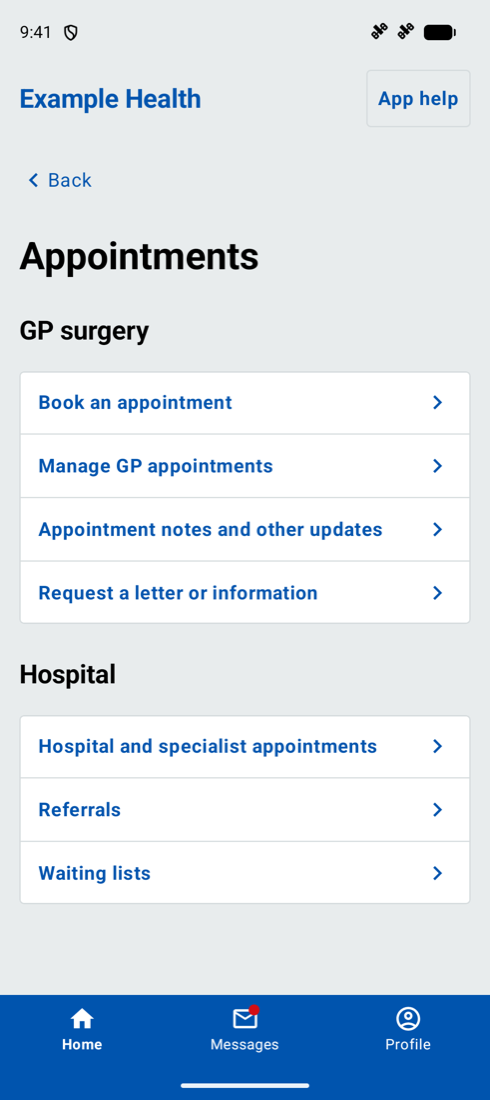 9:41
Example Health
App help
Back
Appointments
GP surgery
Book an appointment
Manage GP appointments
Appointment notes and other updates
Request a letter or information
Hospital
Hospital and specialist appointments
Referrals
Waiting lists
Home
Messages
Profile